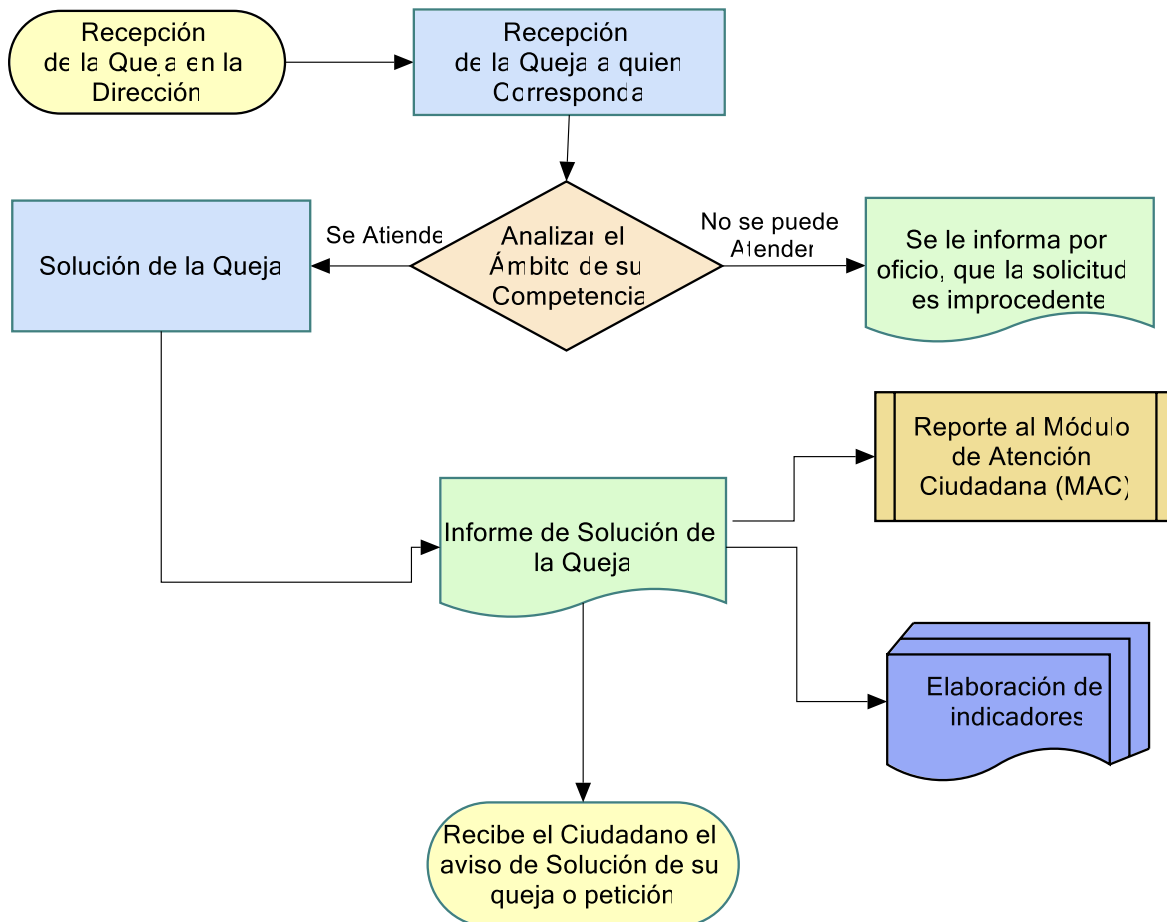 Recepción
de la Queja en la
Dirección
Recepción
de la Queja a quien
Corresponda
Solución de la Queja
Se Atiende
Analizar el
Ámbito de su
Competencia
No se puede
Atender
Se le informa por
oficio, que la solicitud
es improcedente
Reporte al Módulo
de Atención
Ciudadana (MAC)
Informe de Solución de
la Queja
Elaboración de
indicadores
Recibe el Ciudadano el
aviso de Solución de su
queja o petición